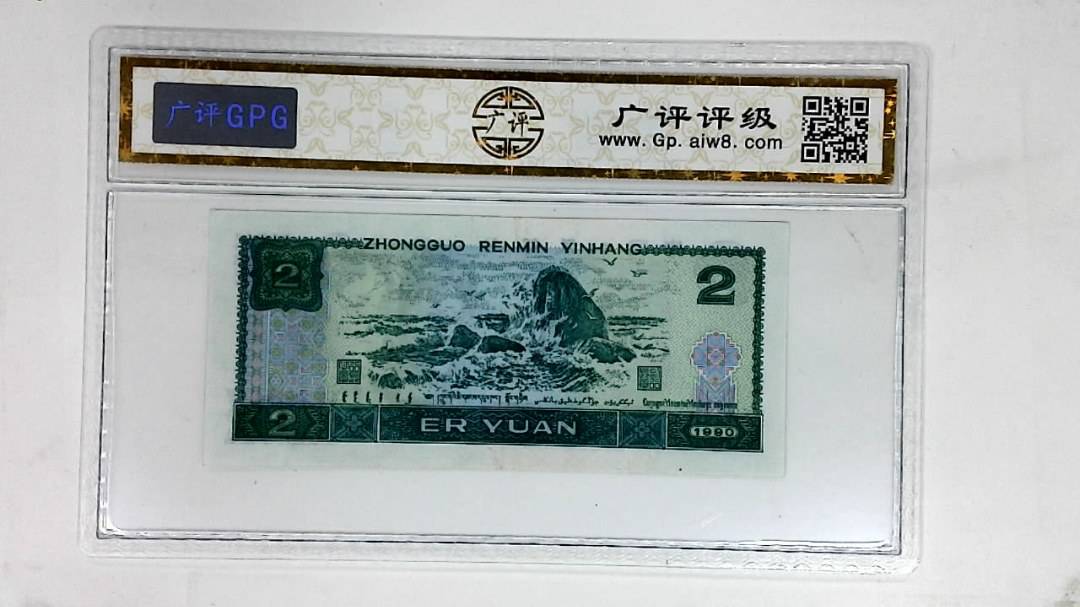 广评GPG
广评
广评评级
www.Gp.aiw8.com
ZHONGGUO RENMIN YINHANG
2
2
2
ER YUAN
1990